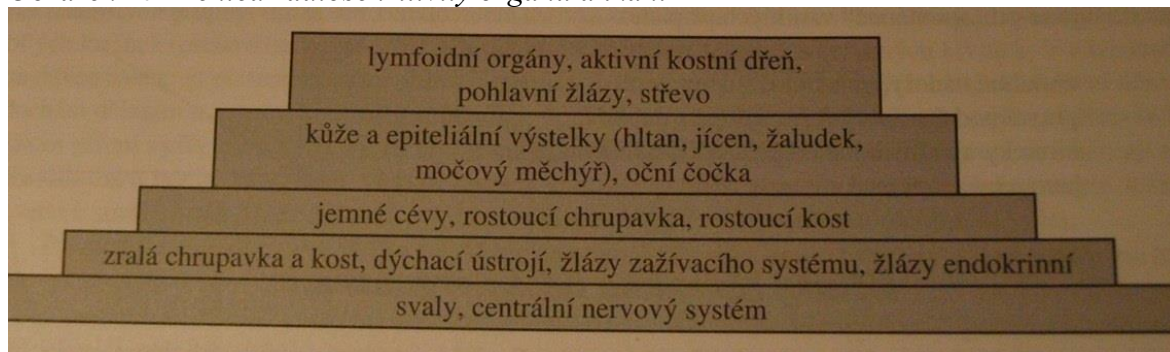 lymfoidní orgány, aktivní kostní dřeň,
pohlavní žlázy, střevo
kůže a epiteliální výstelky (hltan, jícen, žaludek,
močový měchýř), oční čočka
jemné cévy, rostoucí chrupavka, rostoucí kost
zralá chrupavka a kost, dýchací ústrojí, žlázy zažívacího systému, žlázy endokrinní
svaly, centrální nervový systém